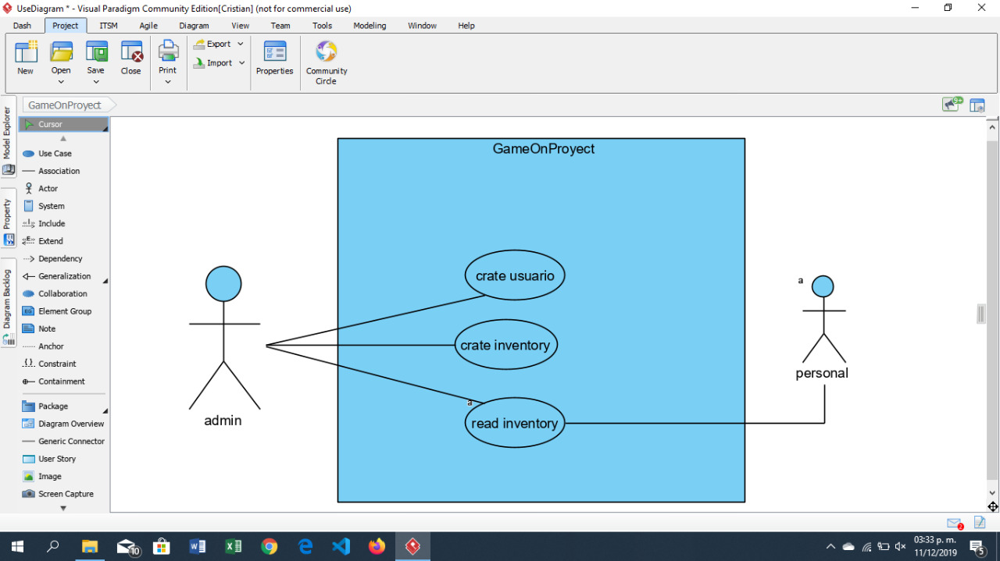 UseDiagram * - Visual Paradigm Community Edition[Cristian] (not for commercial use)
Dash Project ITSM Agile Diagram View Team Tools Modeling Window Help
New Open Save Close Print Export Import Properties Community Circle
GameOnProyect
9+
Model Explorer
Property
Diagram Backlog
Cursor
Use Case
Association
Actor
System
Include
Extend
Dependency
Generalization
Collaboration
Element Group
Note
Anchor
Constraint
Containment
Package
Diagram Overview
Generic Connector
User Story
Image
Screen Capture
GameOnProyect
crate usuario
a
crate inventory
personal
a
read inventory
admin
2
10
03:33 p. m.
11/12/2019
5